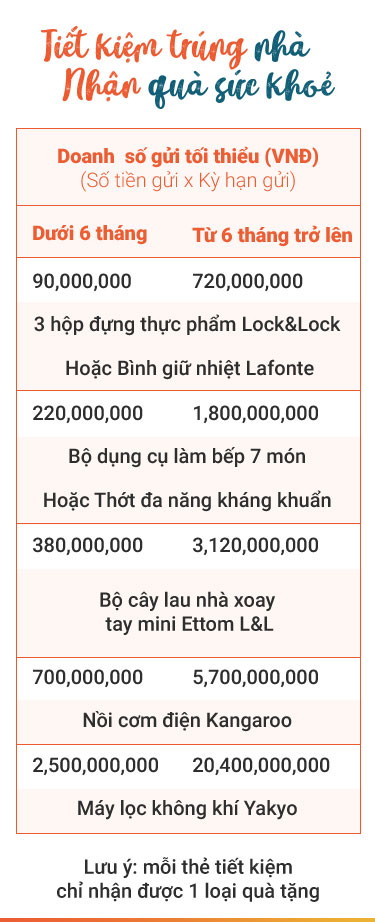 Tiết kiệm trúng nhà
Nhận quà sức khoẻ
Doanh số gửi tối thiểu (VNĐ)
(Số tiền gửi x Kỳ hạn gửi)
Dưới 6 tháng Từ 6 tháng trở lên
90,000,000 720,000,000
3 hộp đựng thực phẩm Lock&Lock
Hoặc Bình giữ nhiệt Lafonte
220,000,000 1,800,000,000
Bộ dụng cụ làm bếp 7 món
Hoặc Thớt đa năng kháng khuẩn
380,000,000 3,120,000,000
Bộ cây lau nhà xoay
tay mini Ettom L&L
700,000,000 5,700,000,000
Nồi cơm điện Kangaroo
2,500,000,000 20,400,000,000
Máy lọc không khí Yakyo
Lưu ý: mỗi thẻ tiết kiệm
chỉ nhận được 1 loại quà tặng